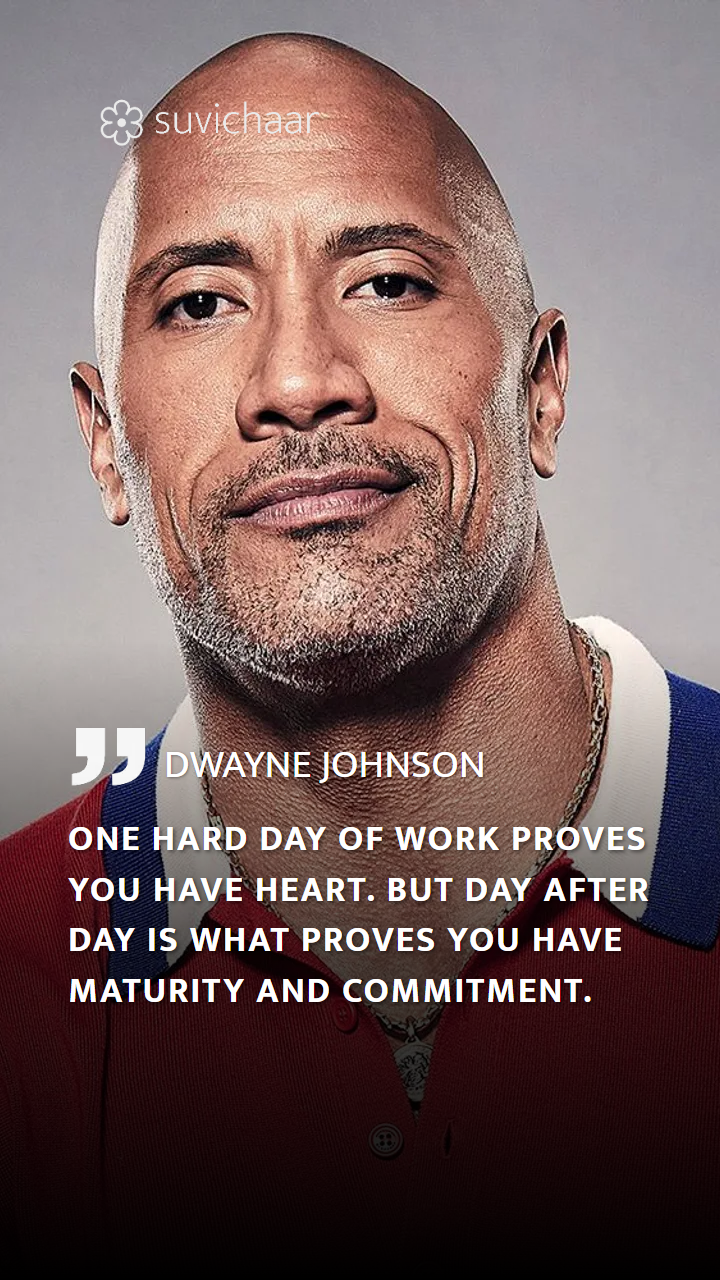 suvichaar
DWAYNE JOHNSON
ONE HARD DAY OF WORK PROVES
YOU HAVE HEART. BUT DAY AFTER
DAY IS WHAT PROVES YOU HAVE
MATURITY AND COMMITMENT.